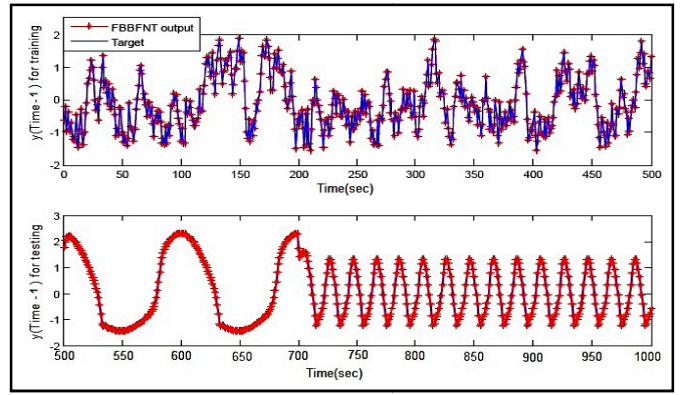 FBBFNT output
Target
y(Time-1) for training
2
1
0
-1
-2
0 50 100 150 200 250 300 350 400 450 500
Time(sec)
y(Time -1) for testing
3
2
1
0
-1
-2
500 550 600 650 700 750 800 850 900 950 1000
Time(sec)